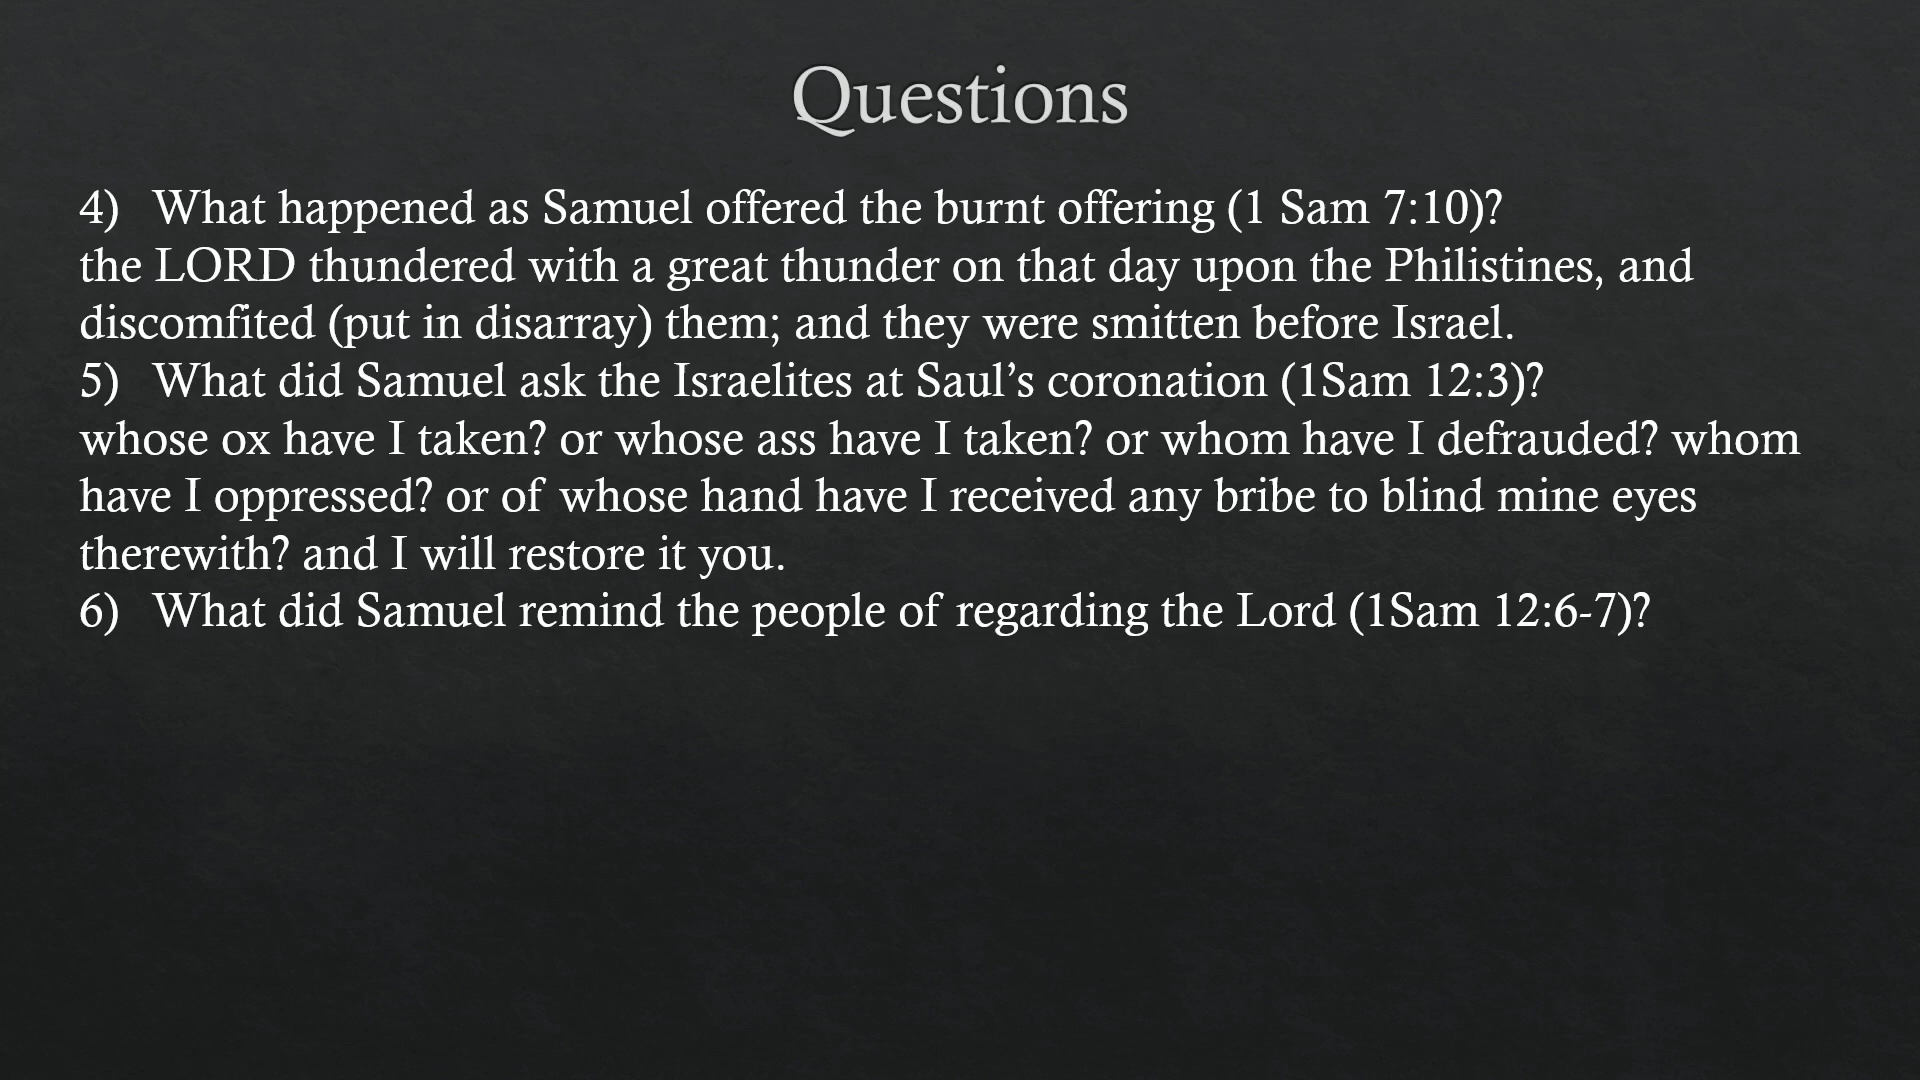 Questions
4) What happened as Samuel offered the burnt offering (1 Sam 7:10)?
the LORD thundered with a great thunder on that day upon the Philistines, and
discomfited (put in disarray) them; and they were smitten before Israel.
5) What did Samuel ask the Israelites at Saul’s coronation (1Sam 12:3)?
whose ox have I taken? or whose ass have I taken? or whom have I defrauded? whom
have I oppressed? or of whose hand have I received any bribe to blind mine eyes
therewith? and I will restore it you.
6) What did Samuel remind the people of regarding the Lord (1Sam 12:6-7)?